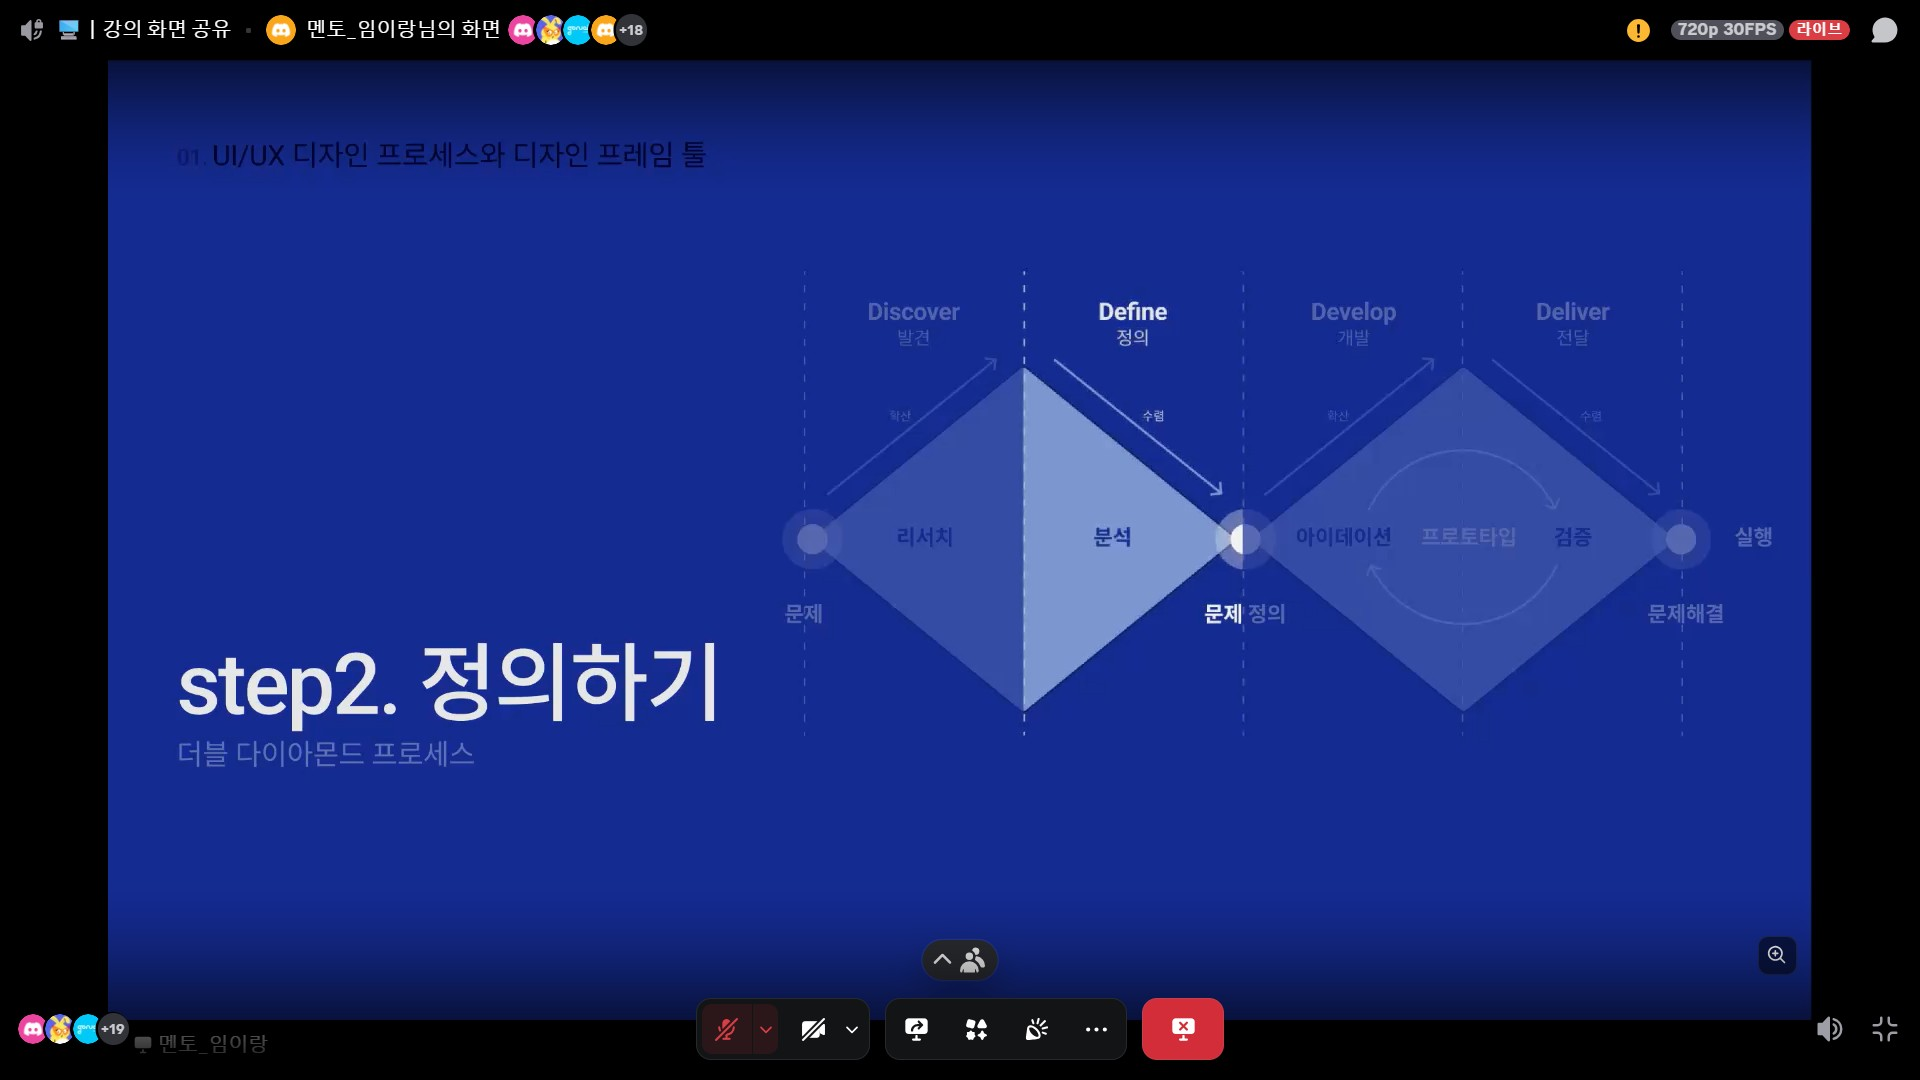 | 강의 화면 공유 • 멘토_임이랑님의 화면 +18
720p 30FPS 라이브
01. UI/UX 디자인 프로세스와 디자인 프레임 툴
Discover Define Develop Deliver
발견 정의 개발 전달
확산 수렴 확산 수렴
리서치 분석 아이데이션 프로토타입 검증 실행
문제 문제 정의 문제해결
step2. 정의하기
더블 다이아몬드 프로세스
+19 멘토_임이랑